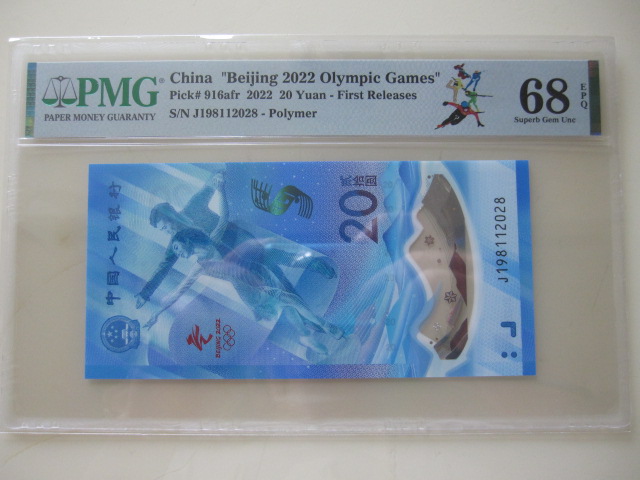 PMG
PAPER MONEY GUARANTY
China "Beijing 2022 Olympic Games"
Pick# 916afr 2022 20 Yuan - First Releases
S/N J198112028 - Polymer
68 EPQ
Superb Gem Unc
中国人民银行
BEIJING 2022
贰拾圆
20
J198112028